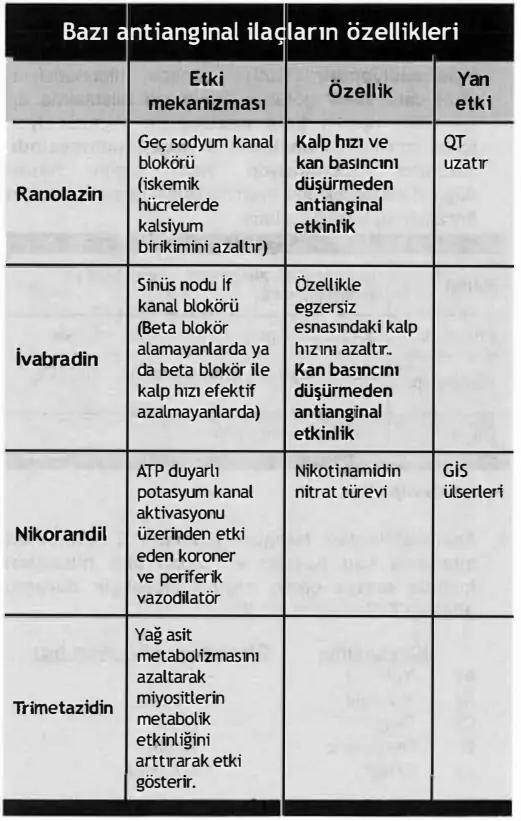 Bazı antianginal ilaçların özellikleri
Etki
mekanizması
Özellik
Yan
etki
Ranolazin
Geç sodyum kanal
blokörü
(iskemik
hücrelerde
kalsiyum
birikimini azaltır)
Kalp hızı ve
kan basıncını
düşürmeden
antianginal
etkinlik
QT
uzatır
İvabradin
Sinüs nodu If
kanal blokörü
(Beta blokör
alamayanlarda ya
da beta blokör ile
kalp hızı efektif
azalmayanlarda)
Özellikle
egzersiz
esnasındaki kalp
hızını azaltır.
Kan basıncını
düşürmeden
antianginal
etkinlik
Nikorandil
ATP duyarlı
potasyum kanal
aktivasyonu
üzerinden etki
eden koroner
ve periferik
vazodilatör
Nikotinamidin
nitrat türevi
GİS
ülserleri
Trimetazidin
Yağ asit
metabolizmasını
azaltarak
miyositlerin
metabolik
etkinliğini
arttırarak etki
gösterir.